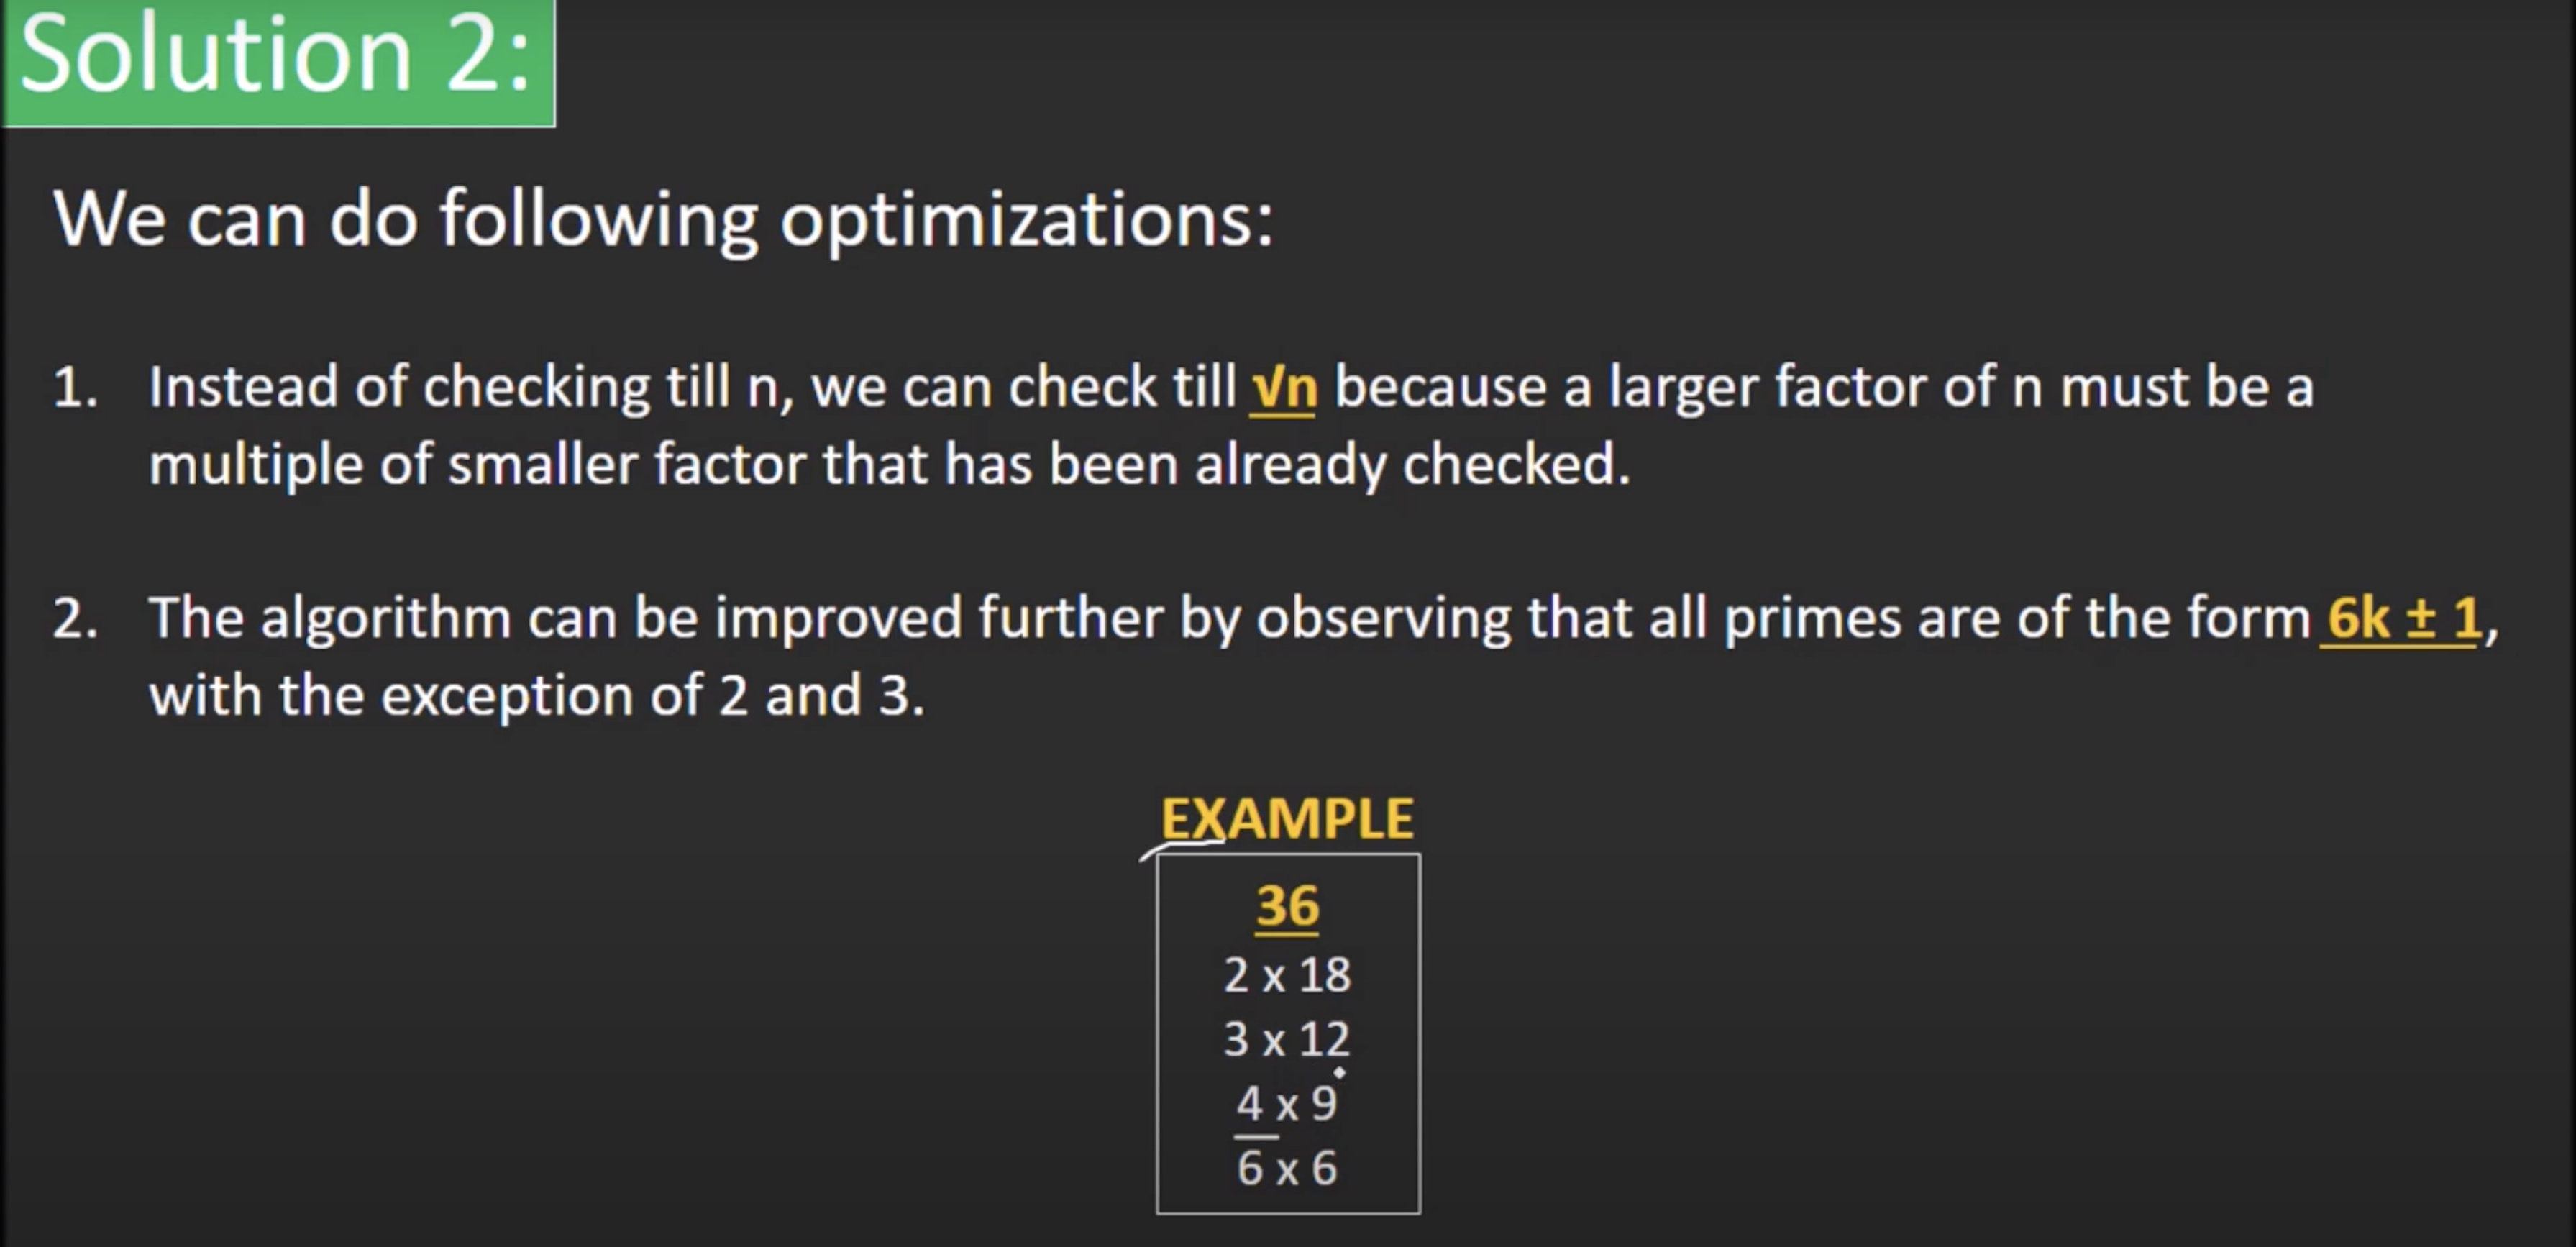 Solution 2:
We can do following optimizations:
1. Instead of checking till n, we can check till √n because a larger factor of n must be a
multiple of smaller factor that has been already checked.
2. The algorithm can be improved further by observing that all primes are of the form 6k ± 1,
with the exception of 2 and 3.
EXAMPLE
36
2 x 18
3 x 12
4 x 9
6 x 6